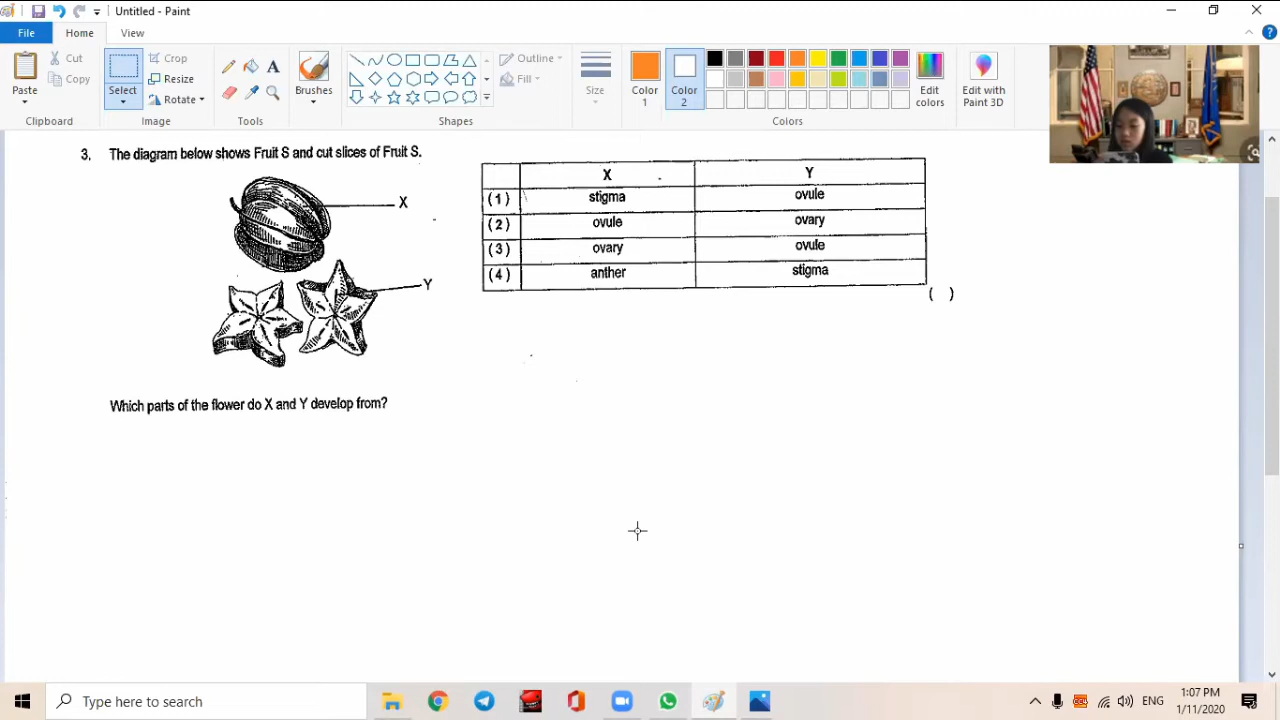 Untitled - Paint
File
Home
View
Paste
Cut
Copy
Clipboard
Select
Crop
Resize
Rotate
Image
A
Tools
Brushes
Shapes
Outline
Fill
Size
Color
1
Color
2
Colors
Edit
colors
Edit with
Paint 3D
3. The diagram below shows Fruit S and cut slices of Fruit S.
X
Y
X Y
(1) stigma ovule
(2) ovule ovary
(3) ovary ovule
(4) anther stigma
( )
Which parts of the flower do X and Y develop from?
Type here to search
ENG
1:07 PM
1/11/2020